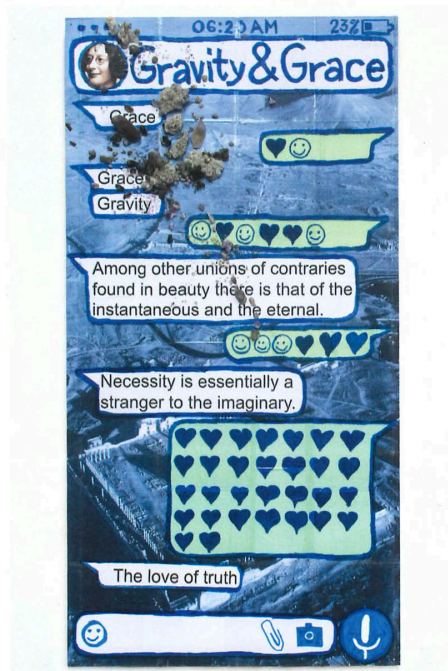 06:20 AM 23%
Gravity&Grace
Grace
Grace
Gravity
Among other unions of contraries
found in beauty there is that of the
instantaneous and the eternal.
Necessity is essentially a
stranger to the imaginary.
The love of truth